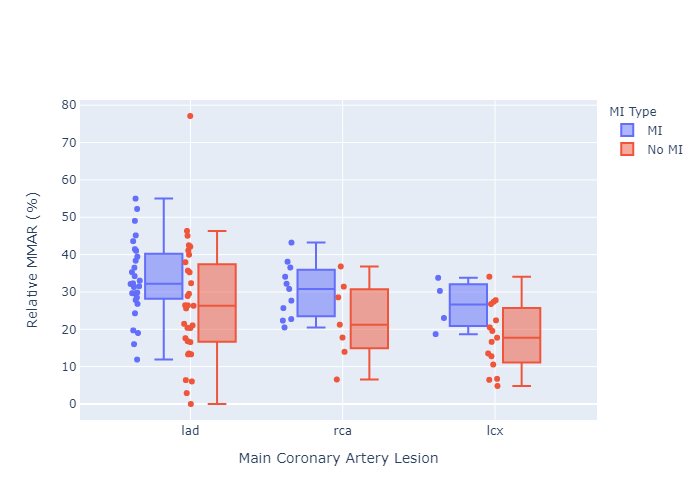 MI Type
MI
No MI
Relative MMAR (%)
80
70
60
50
40
30
20
10
0
lad
rca
lcx
Main Coronary Artery Lesion